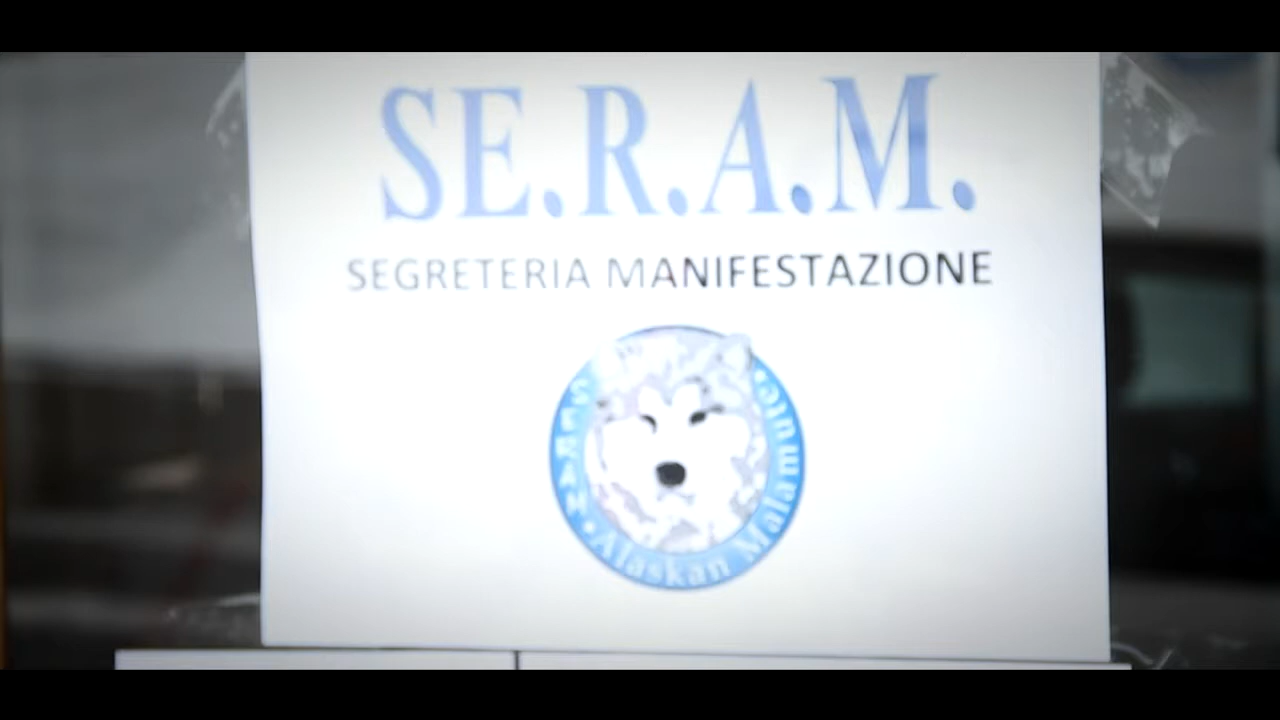 SE.R.A.M.
SEGRETERIA MANIFESTAZIONE
SERAM • Alaskan Malamute •